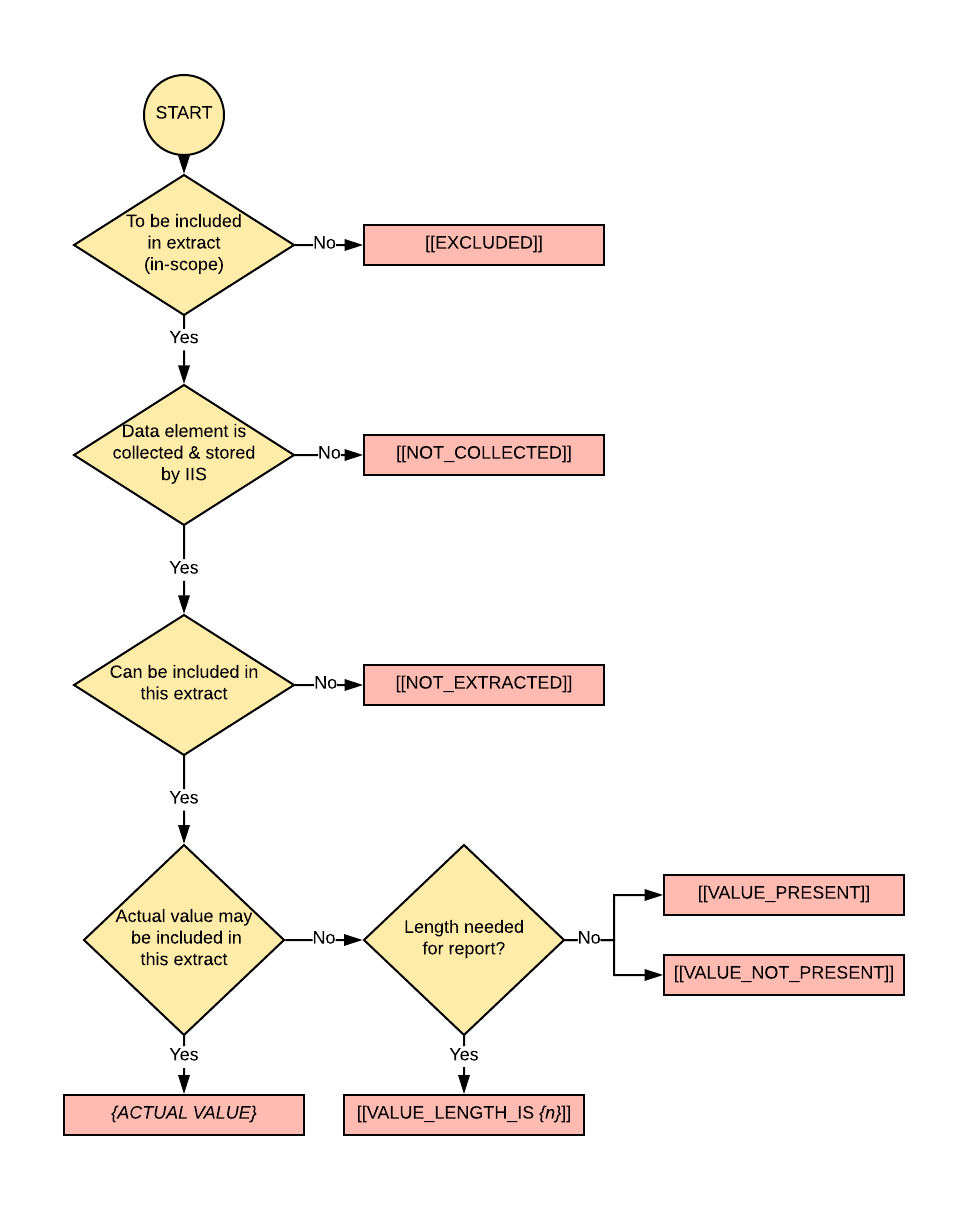 START
To be included
in extract
(in-scope)
No
[[EXCLUDED]]
Yes
Data element is
collected & stored
by IIS
No
[[NOT_COLLECTED]]
Yes
Can be included in
this extract
No
[[NOT_EXTRACTED]]
Yes
Actual value may
be included in
this extract
No
Length needed
for report?
No
[[VALUE_PRESENT]]
[[VALUE_NOT_PRESENT]]
Yes
{ACTUAL VALUE}
Yes
[[VALUE_LENGTH_IS {n}]]